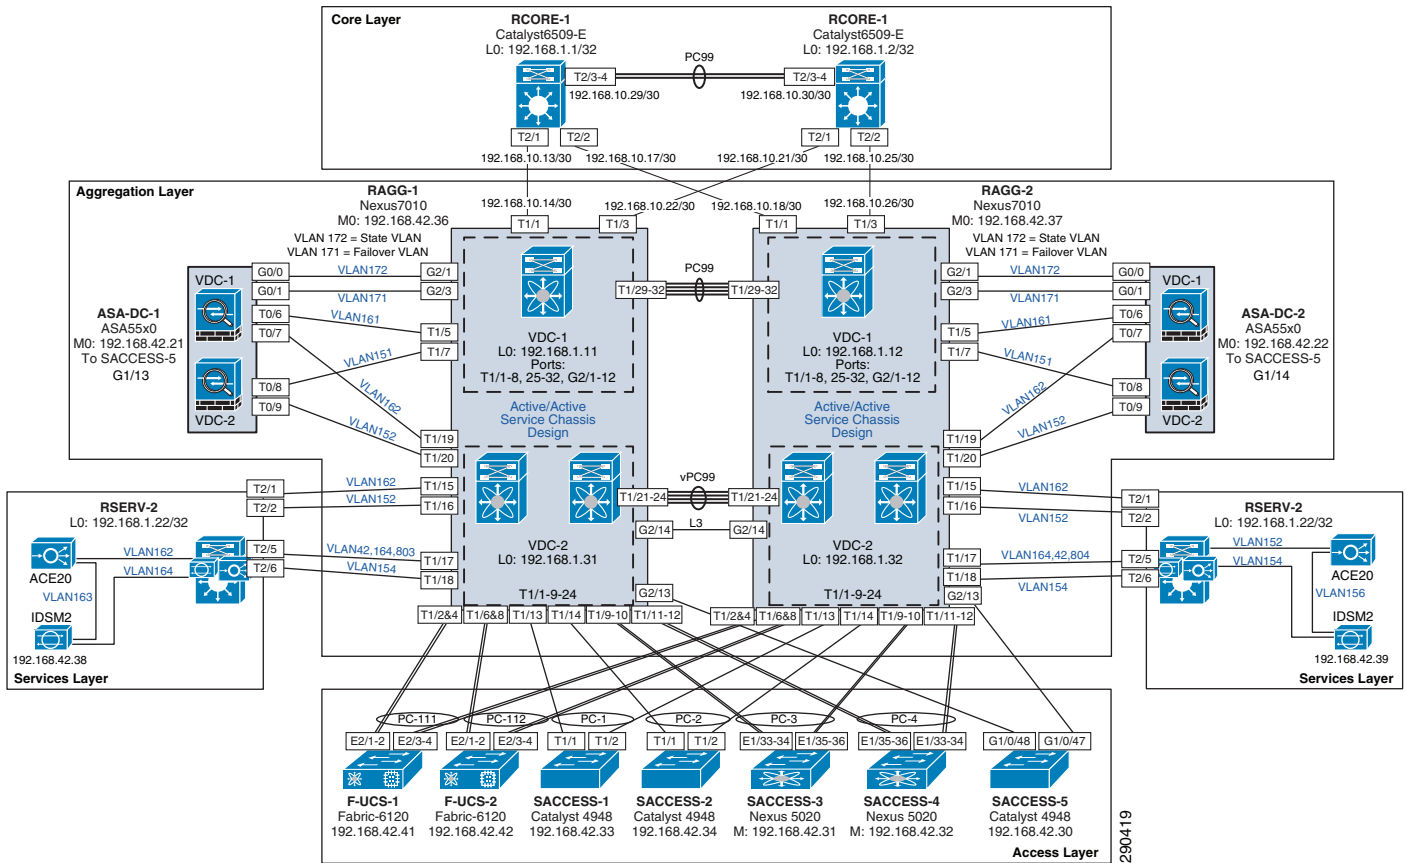 Core Layer
RCORE-1
Catalyst6509-E
L0: 192.168.1.1/32
RCORE-1
Catalyst6509-E
L0: 192.168.1.2/32
PC99
T2/3-4
T2/3-4
192.168.10.29/30
192.168.10.30/30
T2/1
T2/2
T2/1
T2/2
192.168.10.13/30
192.168.10.17/30
192.168.10.21/30
192.168.10.25/30
Aggregation Layer
RAGG-1
Nexus7010
M0: 192.168.42.36
RAGG-2
Nexus7010
M0: 192.168.42.37
192.168.10.14/30
192.168.10.22/30
192.168.10.18/30
192.168.10.26/30
T1/1
T1/3
T1/1
T1/3
VLAN 172 = State VLAN
VLAN 171 = Failover VLAN
VLAN 172 = State VLAN
VLAN 171 = Failover VLAN
ASA-DC-1
ASA55x0
M0: 192.168.42.21
To SACCESS-5
G1/13
VDC-1
VDC-2
G0/0
G0/1
T0/6
T0/7
T0/8
T0/9
VLAN172
VLAN171
VLAN161
VLAN151
VLAN162
VLAN152
G2/1
G2/3
T1/5
T1/7
T1/19
T1/20
VDC-1
L0: 192.168.1.11
Ports:
T1/1-8, 25-32, G2/1-12
T1/29-32
PC99
T1/29-32
VDC-1
L0: 192.168.1.12
Ports:
T1/1-8, 25-32, G2/1-12
Active/Active
Service Chassis
Design
Active/Active
Service Chassis
Design
G2/1
G2/3
T1/5
T1/7
T1/19
T1/20
VLAN172
VLAN171
VLAN161
VLAN151
VLAN162
VLAN152
G0/0
G0/1
T0/6
T0/7
T0/8
T0/9
VDC-1
VDC-2
ASA-DC-2
ASA55x0
M0: 192.168.42.22
To SACCESS-5
G1/14
RSERV-2
L0: 192.168.1.22/32
T2/1
T2/2
T2/5
T2/6
VLAN162
VLAN152
VLAN42,164,803
VLAN154
T1/15
T1/16
T1/17
T1/18
ACE20
VLAN162
VLAN164
VLAN163
IDSM2
192.168.42.38
Services Layer
VDC-2
L0: 192.168.1.31
T1/1-9-24
T1/21-24
vPC99
T1/21-24
G2/14
L3
G2/14
G2/13
VDC-2
L0: 192.168.1.32
T1/1-9-24
T1/15
T1/16
T1/17
T1/18
G2/13
VLAN162
VLAN152
VLAN164,42,804
VLAN154
T2/1
T2/2
T2/5
T2/6
RSERV-2
L0: 192.168.1.22/32
VLAN152
VLAN154
ACE20
VLAN156
IDSM2
192.168.42.39
Services Layer
T1/2&4
T1/6&8
T1/13
T1/14
T1/9-10
T1/11-12
T1/2&4
T1/6&8
T1/13
T1/14
T1/9-10
T1/11-12
PC-111
PC-112
PC-1
PC-2
PC-3
PC-4
E2/1-2
E2/3-4
E2/1-2
E2/3-4
T1/1
T1/2
T1/1
T1/2
E1/33-34
E1/35-36
E1/35-36
E1/33-34
G1/0/48
G1/0/47
F-UCS-1
Fabric-6120
192.168.42.41
F-UCS-2
Fabric-6120
192.168.42.42
SACCESS-1
Catalyst 4948
192.168.42.33
SACCESS-2
Catalyst 4948
192.168.42.34
SACCESS-3
Nexus 5020
M: 192.168.42.31
SACCESS-4
Nexus 5020
M: 192.168.42.32
SACCESS-5
Catalyst 4948
192.168.42.30
Access Layer
290419